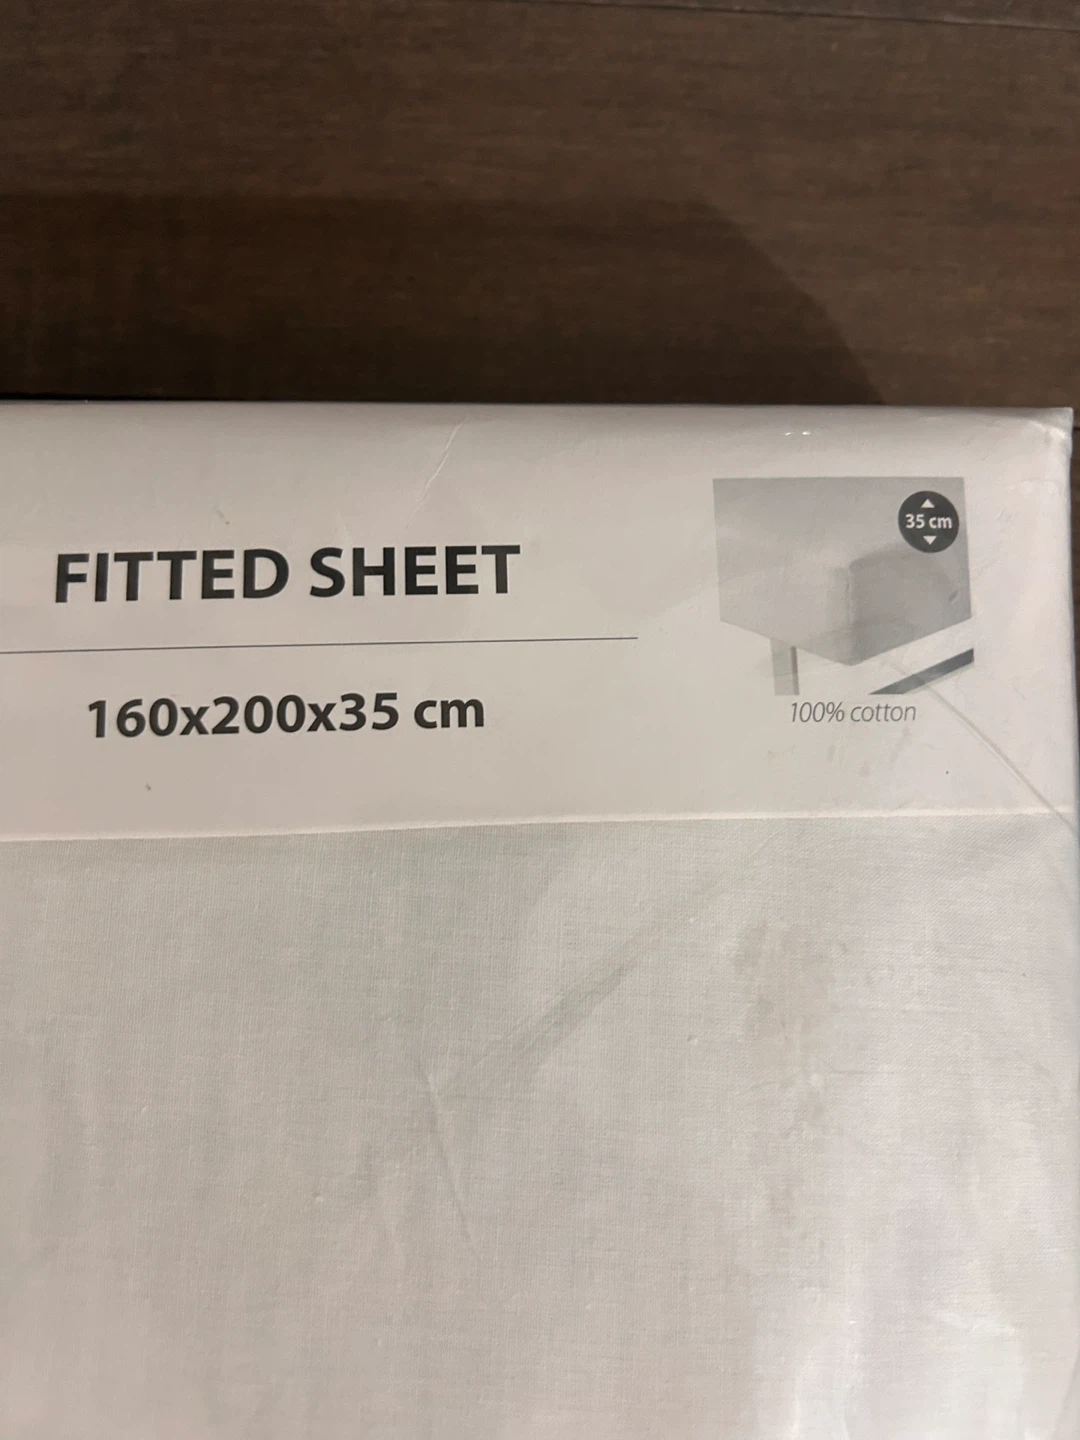 FITTED SHEET
160x200x35 cm
35 cm
100% cotton